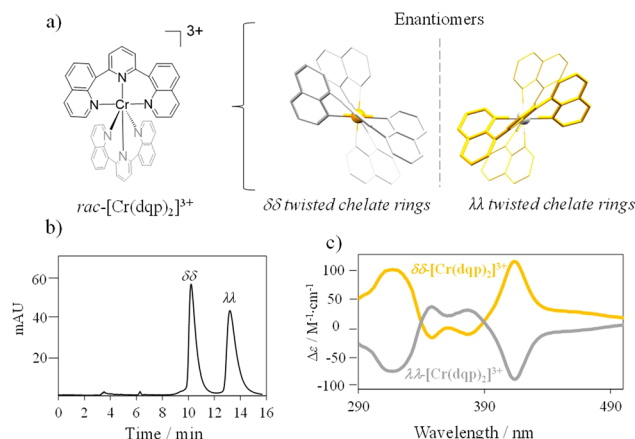 a)
3+
Enantiomers
N
N
Cr
N
N
N
N
rac-[Cr(dqp)₂]³⁺
δδ twisted chelate rings
λλ twisted chelate rings
b)
δδ
λλ
60
40
20
mAU
0 2 4 6 8 10 12 14 16
Time / min
c)
δδ-[Cr(dqp)₂]³⁺
λλ-[Cr(dqp)₂]³⁺
100
50
0
-50
-100
Δε / M⁻¹·cm⁻¹
290 390 490
Wavelength / nm